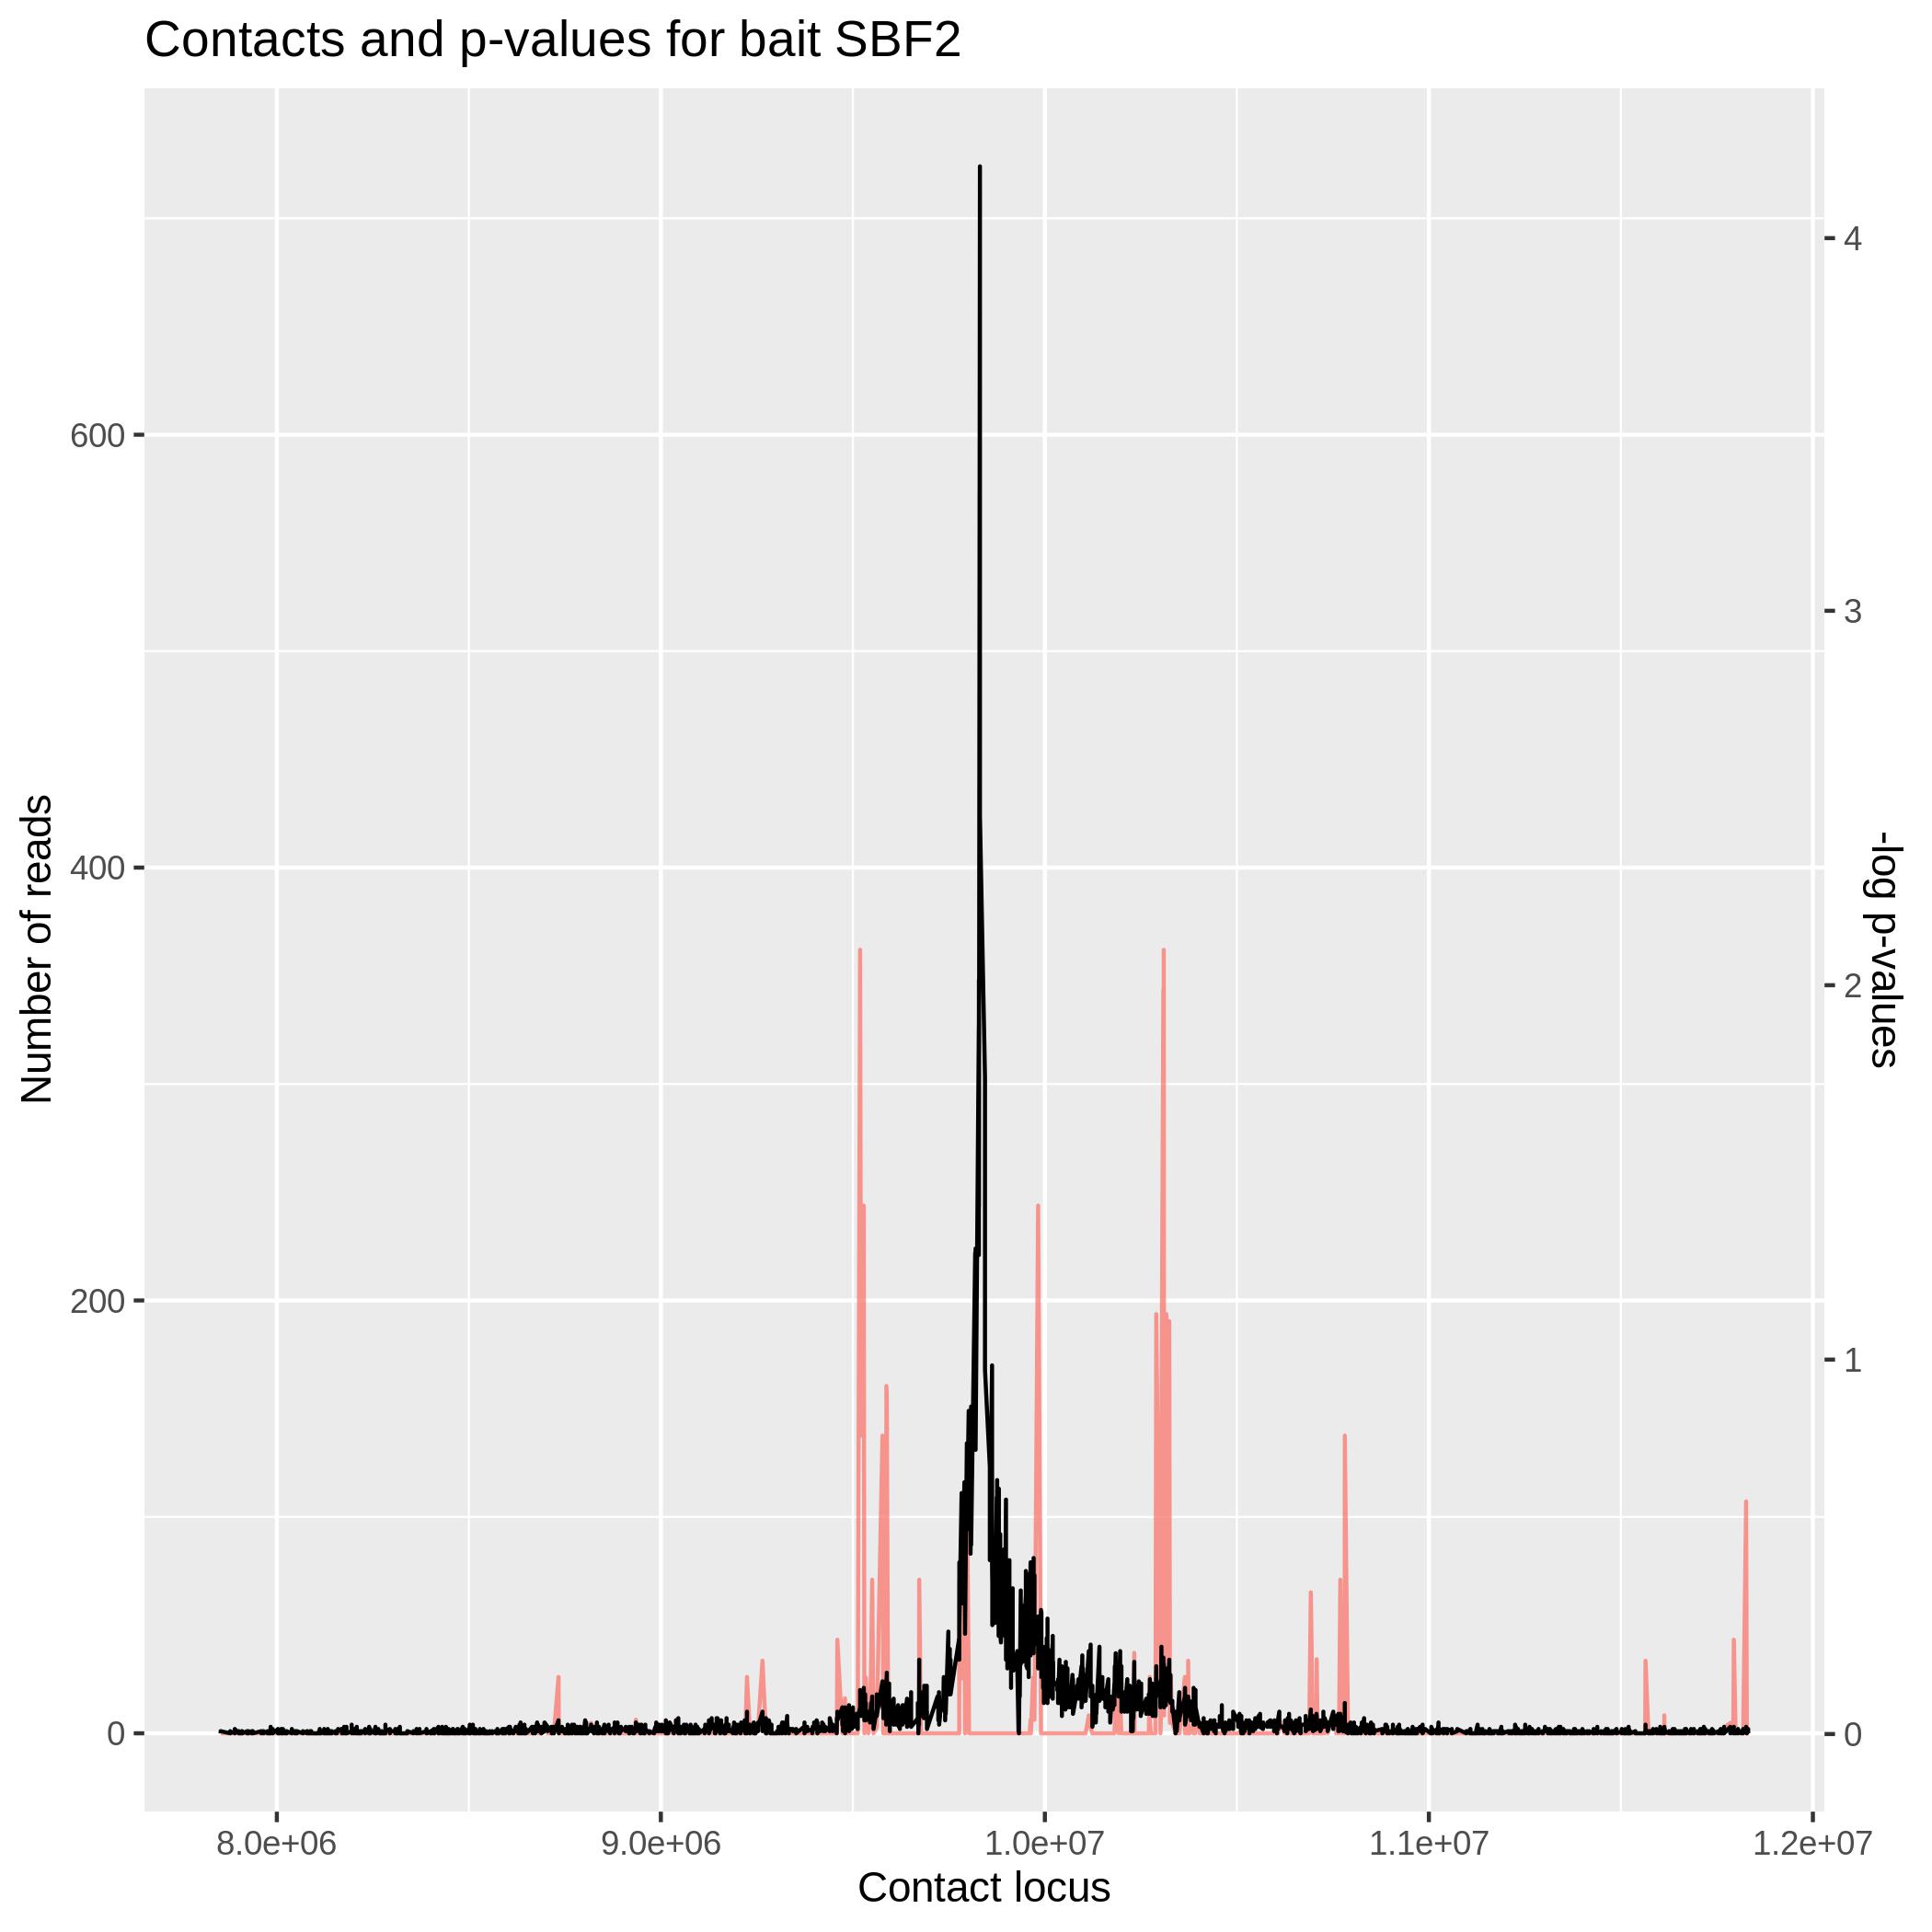 Contacts and p-values for bait SBF2
Number of reads
600
400
200
0
4
3
2
1
0
-log p-values
8.0e+06
9.0e+06
1.0e+07
1.1e+07
1.2e+07
Contact locus